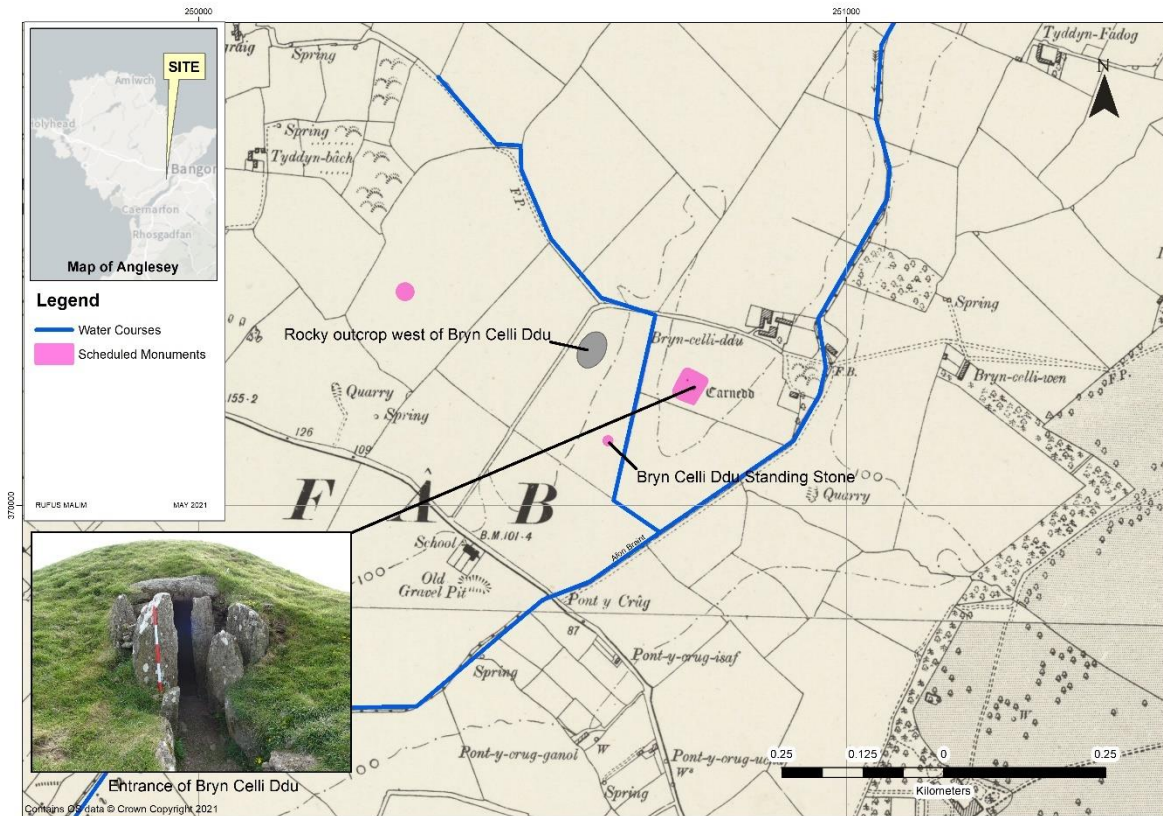 250000
251000
SITE
Amlwch
Bangor
Caernarfon
Rhosgadfan
Map of Anglesey
Legend
Water Courses
Scheduled Monuments
RUFUS MALIM MAY 2021
370000
Spring
Spring
Tyddyn-bâch
F.P.
Tyddyn-Fadog
N
Rocky outcrop west of Bryn Celli Ddu
Bryn-celli-ddu
Carnedd
F.B.
Spring
Bryn-celli-wen
F.P.
Quarry
Spring
155·2
126
109
Bryn Celli Ddu Standing Stone
Quarry
F Â B
B.M.101·4
School
Old
Gravel Pit
Afon Braint
Pont y Crûg
87
Spring
Pont-y-crug-isaf
Pont-y-crug-ganol
W
Spring
W
0.25 0.125 0 0.25
Kilometers
Entrance of Bryn Celli Ddu
Contains OS data © Crown Copyright 2021